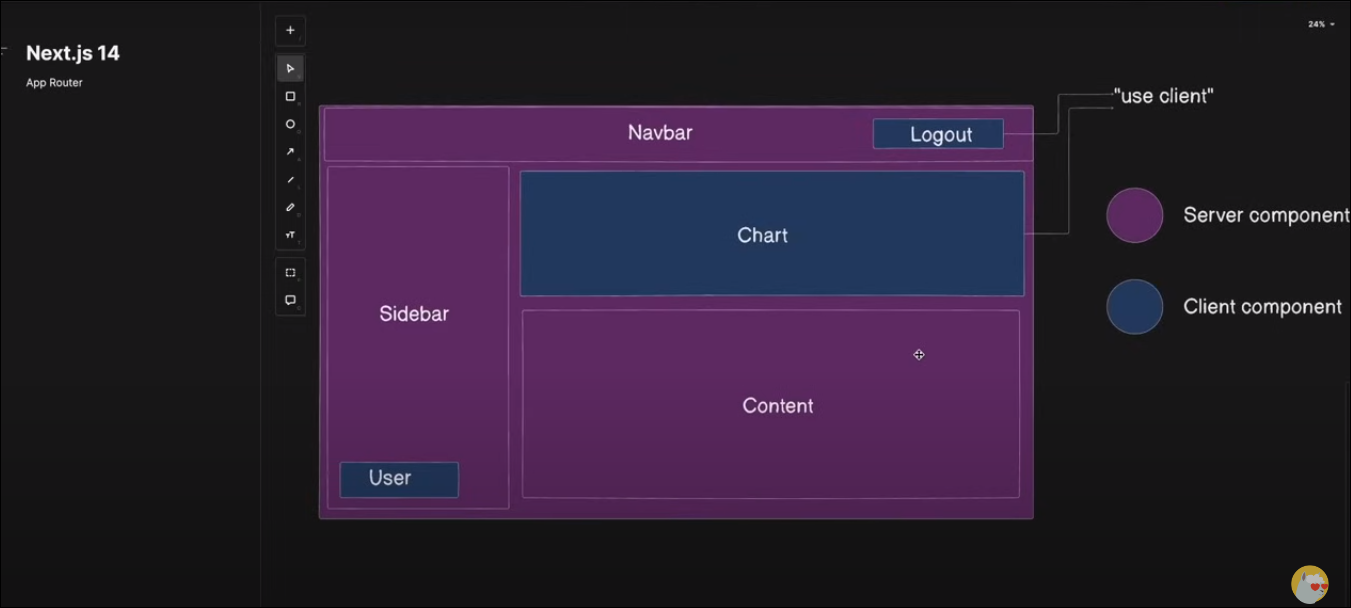 Next.js 14
App Router
24%
"use client"
Navbar
Logout
Server component
Chart
Client component
Sidebar
Content
User